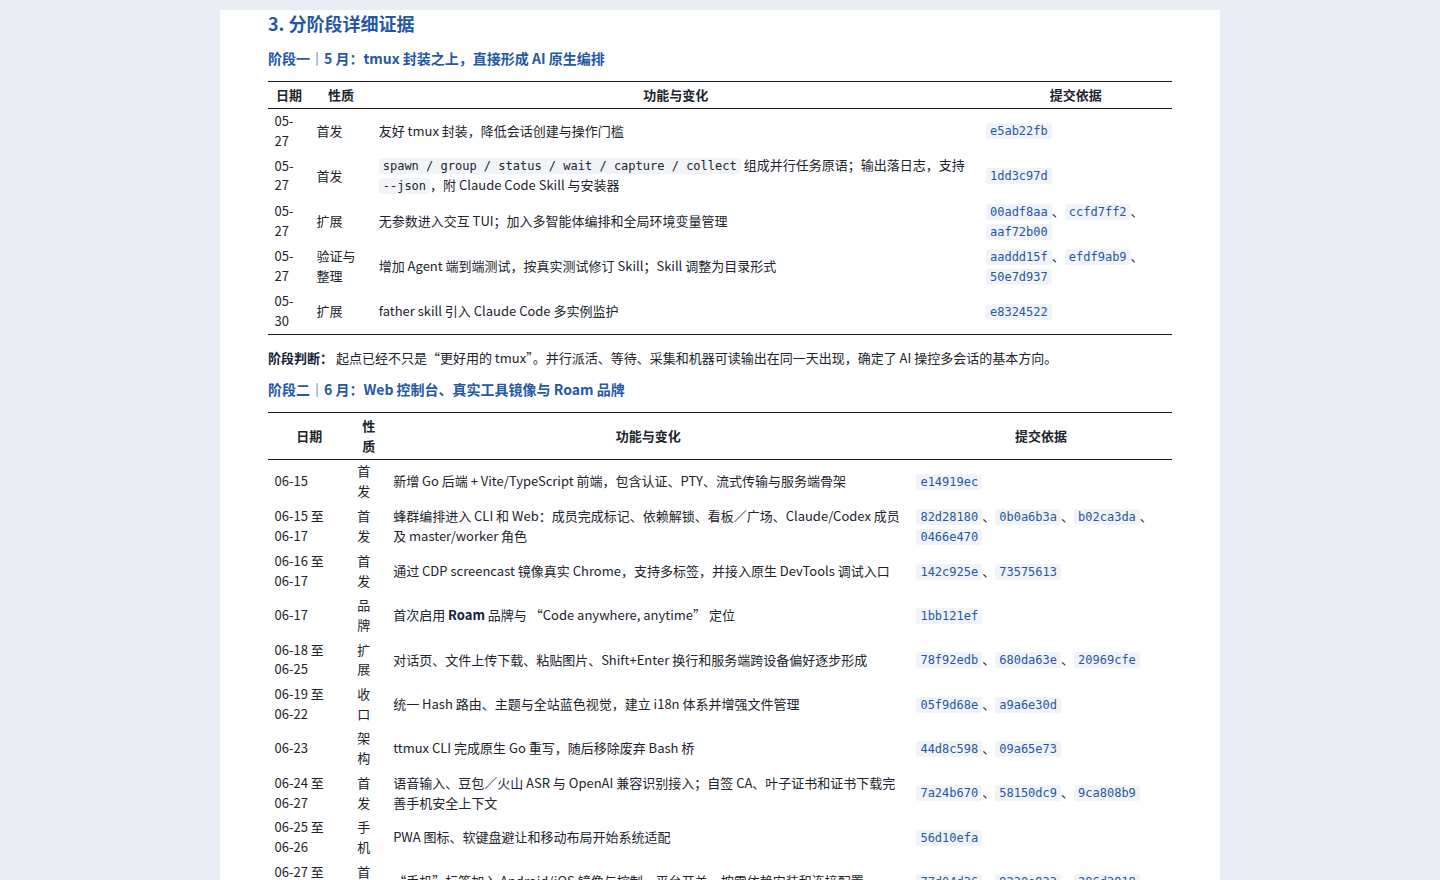 3. 分阶段详细证据
阶段一｜5 月：tmux 封装之上，直接形成 AI 原生编排
日期 性质 功能与变化 提交依据
05-
27 首发 友好 tmux 封装，降低会话创建与操作门槛 e5ab22fb
05-
27 首发 spawn / group / status / wait / capture / collect 组成并行任务原语；输出落日志，支持
--json，附 Claude Code Skill 与安装器 1dd3c97d
05-
27 扩展 无参数进入交互 TUI；加入多智能体编排和全局环境变量管理 00adf8aa、ccfd7ff2、
aaf72b00
05-
27 验证与
整理 增加 Agent 端到端测试，按真实测试修订 Skill；Skill 调整为目录形式 aaddd15f、efdf9ab9、
50e7d937
05-
30 扩展 father skill 引入 Claude Code 多实例监护 e8324522
阶段判断： 起点已经不只是“更好用的 tmux”。并行派活、等待、采集和机器可读输出在同一天出现，确定了 AI 操控多会话的基本方向。
阶段二｜6 月：Web 控制台、真实工具镜像与 Roam 品牌
日期 性
质 功能与变化 提交依据
06-15 首
发 新增 Go 后端 + Vite/TypeScript 前端，包含认证、PTY、流式传输与服务端骨架 e14919ec
06-15 至
06-17 首
发 蜂群编排进入 CLI 和 Web：成员完成标记、依赖解锁、看板／广场、Claude/Codex 成员
及 master/worker 角色 82d28180、0b0a6b3a、b02ca3da、
0466e470
06-16 至
06-17 首
发 通过 CDP screencast 镜像真实 Chrome，支持多标签，并接入原生 DevTools 调试入口 142c925e、73575613
06-17 品
牌 首次启用 Roam 品牌与 “Code anywhere, anytime” 定位 1bb121ef
06-18 至
06-25 扩
展 对话页、文件上传下载、粘贴图片、Shift+Enter 换行和服务端跨设备偏好逐步形成 78f92edb、680da63e、20969cfe
06-19 至
06-22 收
口 统一 Hash 路由、主题与全站蓝色视觉，建立 i18n 体系并增强文件管理 05f9d68e、a9a6e30d
06-23 架
构 ttmux CLI 完成原生 Go 重写，随后移除废弃 Bash 桥 44d8c598、09a65e73
06-24 至
06-27 首
发 语音输入、豆包／火山 ASR 与 OpenAI 兼容识别接入；自签 CA、叶子证书和证书下载完
善手机安全上下文 7a24b670、58150dc9、9ca808b9
06-25 至
06-26 手
机 PWA 图标、软键盘避让和移动布局开始系统适配 56d10efa
06-27 至 首